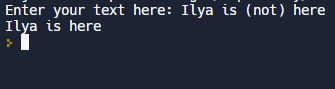 Enter your text here: Ilya is (not) here
Ilya is here
>